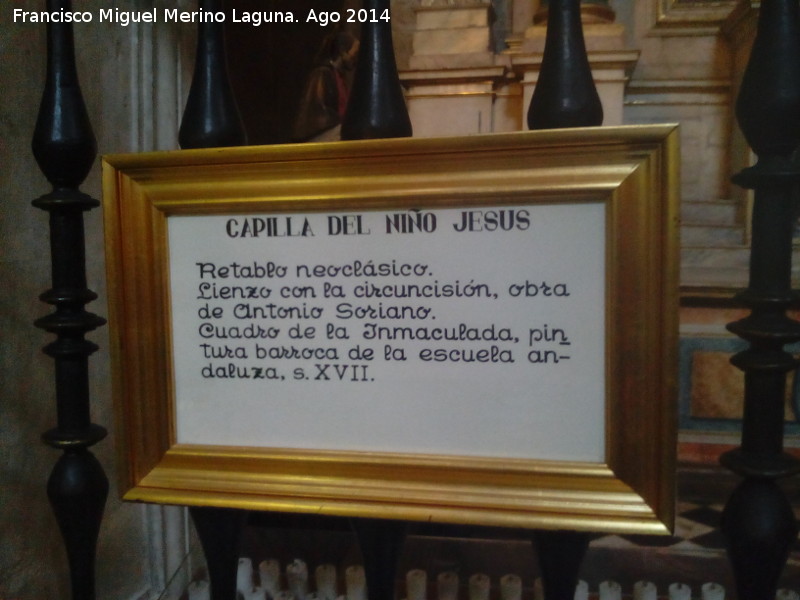 Francisco Miguel Merino Laguna. Ago 2014
CAPILLA DEL NIÑO JESUS
Retablo neoclásico.
Lienzo con la circuncisión, obra
de Antonio Soriano.
Cuadro de la Inmaculada, pin
tura barroca de la escuela an-
daluza, s. XVII.